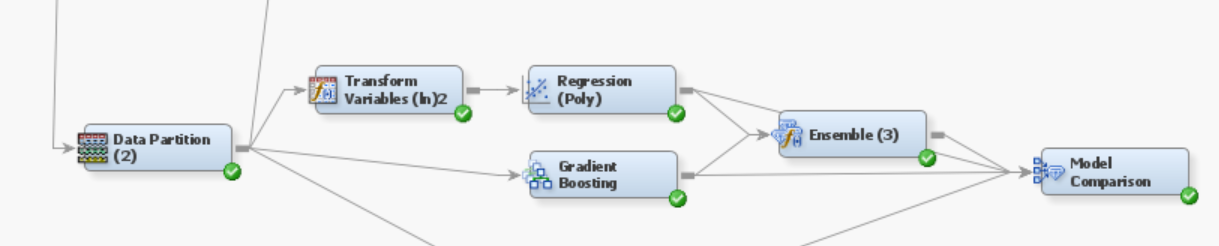 Transform
Variables (ln)2
Regression
(Poly)
Data Partition
(2)
Ensemble (3)
Gradient
Boosting
Model
Comparison